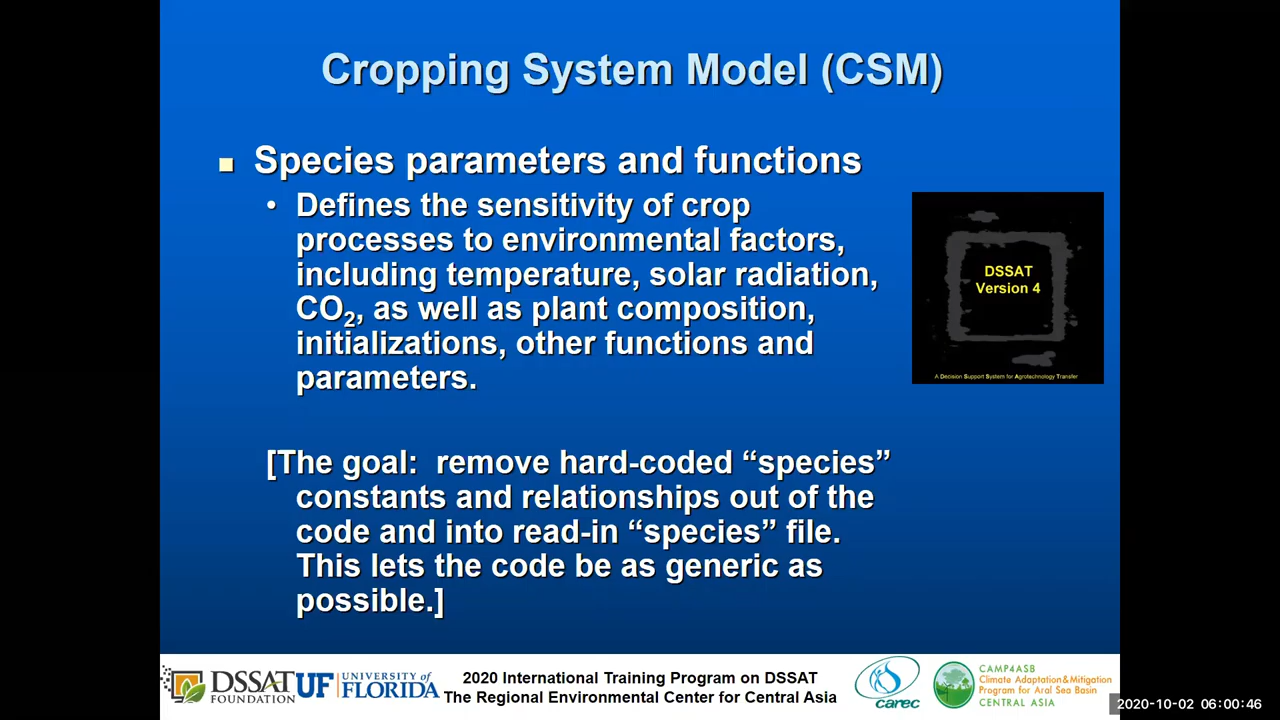 Cropping System Model (CSM)
Species parameters and functions
• Defines the sensitivity of crop
processes to environmental factors,
including temperature, solar radiation,
CO2, as well as plant composition,
initializations, other functions and
parameters.
[The goal: remove hard-coded “species”
constants and relationships out of the
code and into read-in “species” file.
This lets the code be as generic as
possible.]
DSSAT
Version 4
A Decision Support System for Agrotechnology Transfer
DSSAT
FOUNDATION
UF UNIVERSITY of
FLORIDA
2020 International Training Program on DSSAT
The Regional Environmental Center for Central Asia
carec
CAMP4ASB
Climate Adaptation & Mitigation
Program for Aral Sea Basin
CENTRAL ASIA
2020-10-02 06:00:46